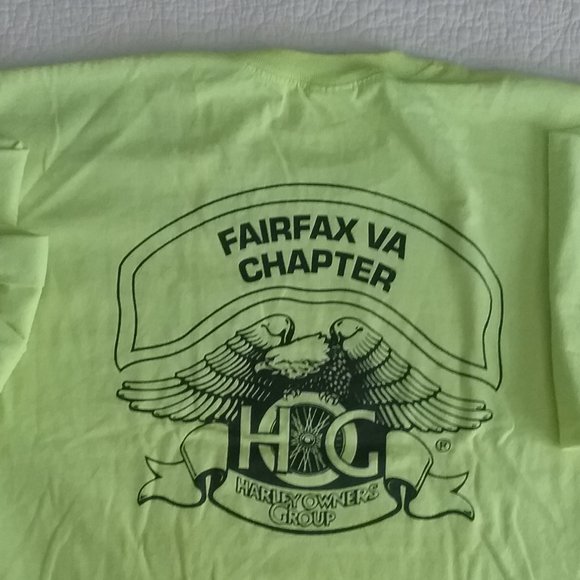 FAIRFAX VA
CHAPTER
HOG
®
HARLEY OWNERS
GROUP